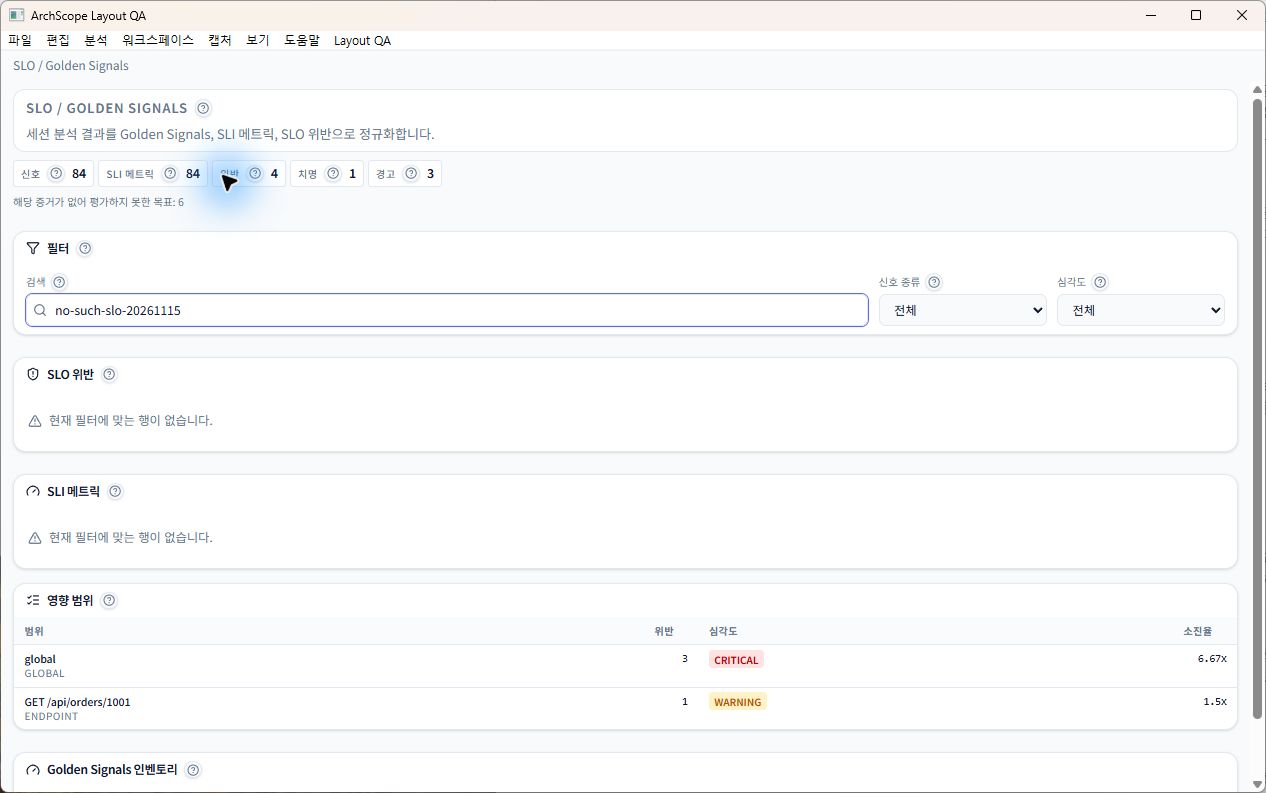 ArchScope Layout QA
파일 편집 분석 워크스페이스 캡처 보기 도움말 Layout QA
SLO / Golden Signals
SLO / GOLDEN SIGNALS
세션 분석 결과를 Golden Signals, SLI 메트릭, SLO 위반으로 정규화합니다.
신호 84 SLI 메트릭 84 위반 4 치명 1 경고 3
해당 증거가 없어 평가하지 못한 목표: 6
필터
검색 신호 종류 심각도
no-such-slo-20261115 전체 전체
SLO 위반
현재 필터에 맞는 행이 없습니다.
SLI 메트릭
현재 필터에 맞는 행이 없습니다.
영향 범위
범위 위반 심각도 소진율
global 3 CRITICAL 6.67x
GLOBAL
GET /api/orders/1001 1 WARNING 1.5x
ENDPOINT
Golden Signals 인벤토리